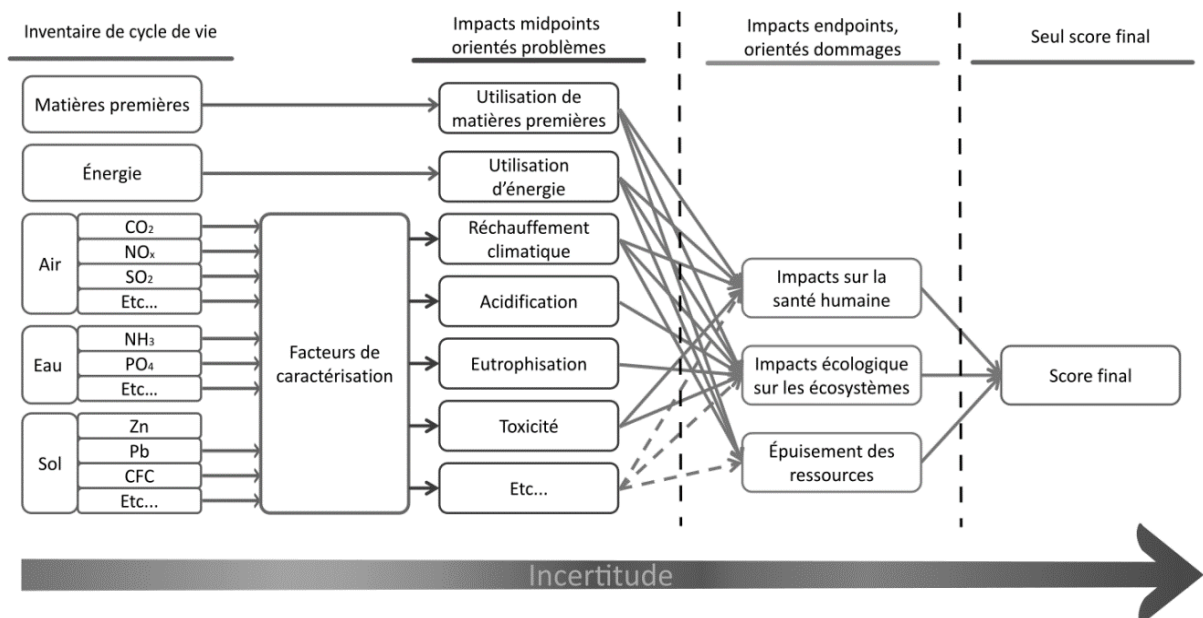 Inventaire de cycle de vie
Impacts midpoints
orientés problèmes
Impacts endpoints,
orientés dommages
Seul score final
Matières premières
Énergie
Air
CO₂
NOₓ
SO₂
Etc...
Eau
NH₃
PO₄
Etc...
Sol
Zn
Pb
CFC
Etc...
Facteurs de
caractérisation
Utilisation de
matières premières
Utilisation
d'énergie
Réchauffement
climatique
Acidification
Eutrophisation
Toxicité
Etc...
Impacts sur la
santé humaine
Impacts écologique
sur les écosystèmes
Épuisement des
ressources
Score final
Incertitude